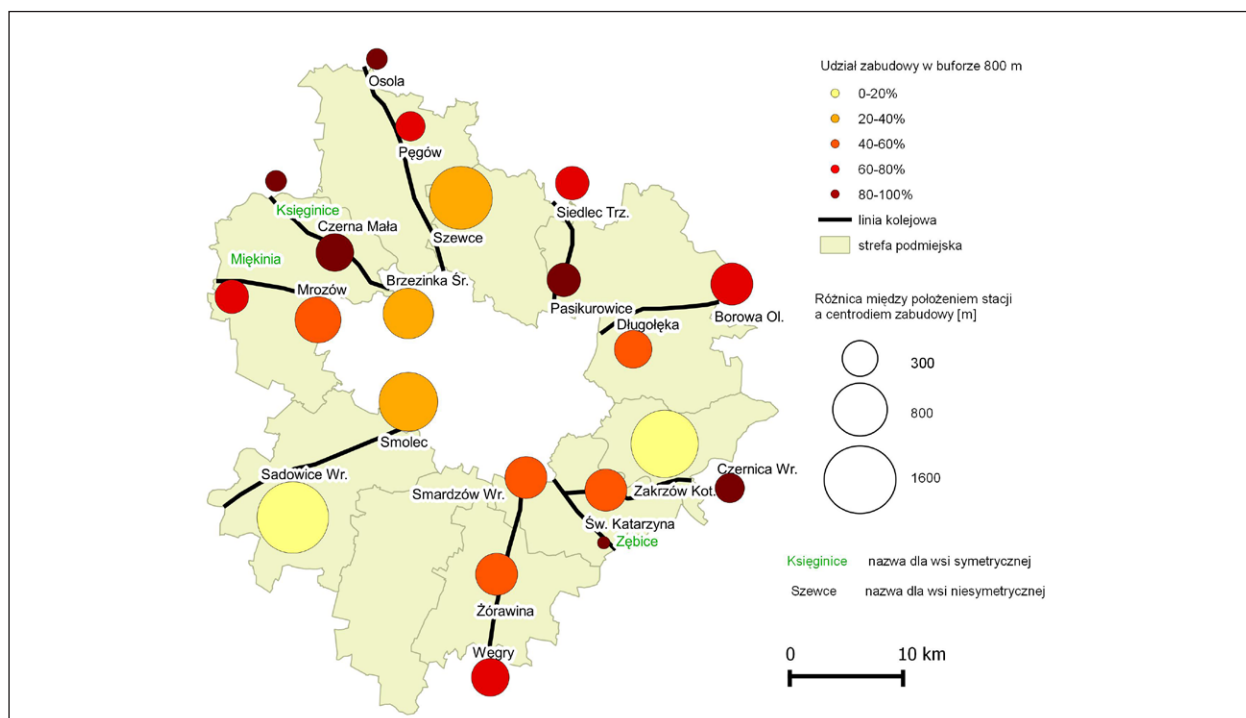 Osola
Pęgów
Księginice
Czerna Mała
Szewce
Siedlec Trz.
Miękinia
Mrozów
Brzezinka Śr.
Pasikurowice
Długołęka
Borowa Ol.
Smolec
Sadowice Wr.
Smardzów Wr.
Zakrzów Kot.
Czernica Wr.
Św. Katarzyna
Zębice
Żórawina
Węgry
Udział zabudowy w buforze 800 m
0-20%
20-40%
40-60%
60-80%
80-100%
linia kolejowa
strefa podmiejska
Różnica między położeniem stacji
a centrodiem zabudowy [m]
300
800
1600
Księginice nazwa dla wsi symetrycznej
Szewce nazwa dla wsi niesymetrycznej
0 10 km